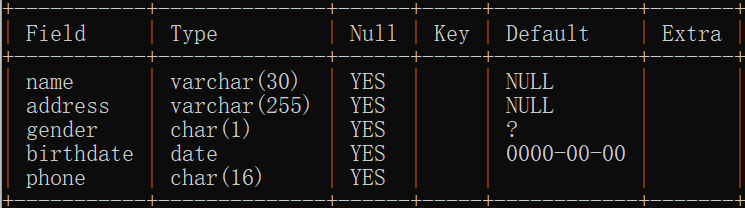 +------------+--------------+------+-----+------------+-------+
| Field      | Type         | Null | Key | Default    | Extra |
+------------+--------------+------+-----+------------+-------+
| name       | varchar(30)  | YES  |     | NULL       |       |
| address    | varchar(255) | YES  |     | NULL       |       |
| gender     | char(1)      | YES  |     | ?          |       |
| birthdate  | date         | YES  |     | 0000-00-00 |       |
| phone      | char(16)     | YES  |     |            |       |
+------------+--------------+------+-----+------------+-------+